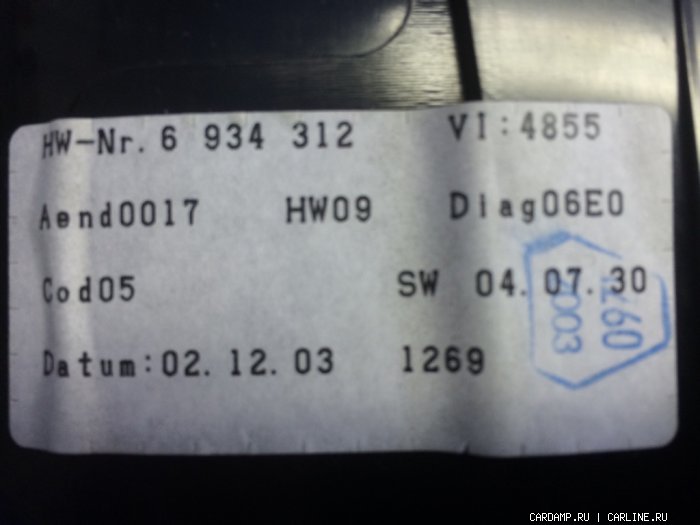 HW-Nr. 6 934 312 VI:4855
Aend0017 HW09 Diag06E0
Cod05 SW 04.07.30
Datum:02.12.03 1269
CARDAMP.RU | CARLINE.RU